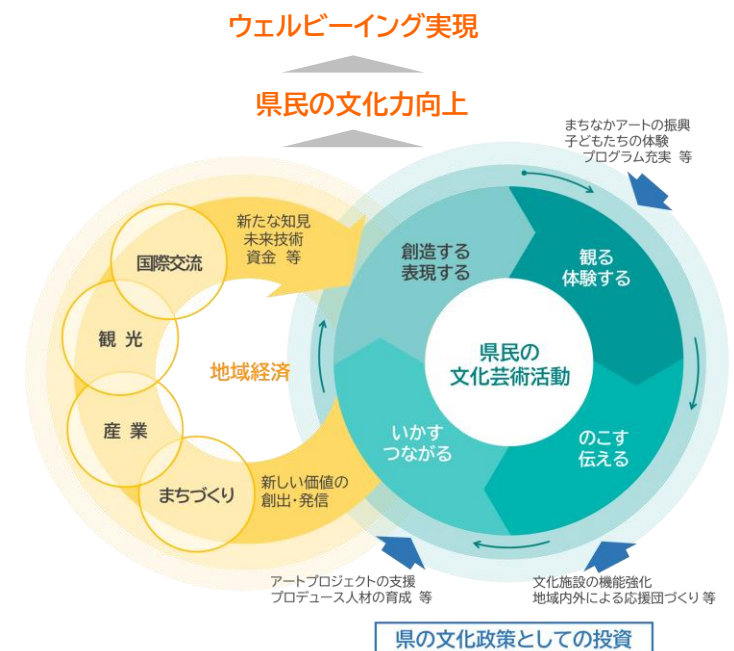 ウェルビーイング実現
県民の文化力向上
まちなかアートの振興
子どもたちの体験
プログラム充実 等
新たな知見
未来技術
資金 等
国際交流
観 光
産 業
まちづくり
地域経済
新しい価値の
創出・発信
創造する
表現する
観る
体験する
県民の
文化芸術活動
いかす
つながる
のこす
伝える
アートプロジェクトの支援
プロデュース人材の育成 等
文化施設の機能強化
地域内外による応援団づくり 等
県の文化政策としての投資